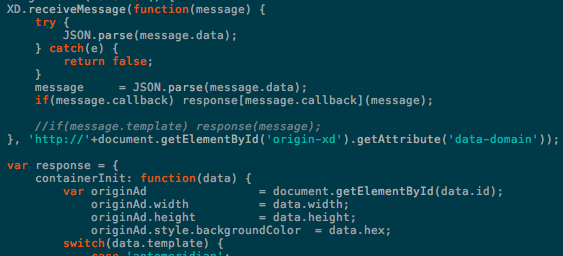 XD.receiveMessage(function(message) {
    try {
        JSON.parse(message.data);
    } catch(e) {
        return false;
    }
    message     = JSON.parse(message.data);
    if(message.callback) response[message.callback](message);
    //if(message.template) response(message);
}, 'http://'+document.getElementById('origin-xd').getAttribute('data-domain'));
var response = {
    containerInit: function(data) {
        var originAd                = document.getElementById(data.id);
            originAd.width          = data.width;
            originAd.height         = data.height;
            originAd.style.backgroundColor  = data.hex;
        switch(data.template) {
            case 'antemeridian':